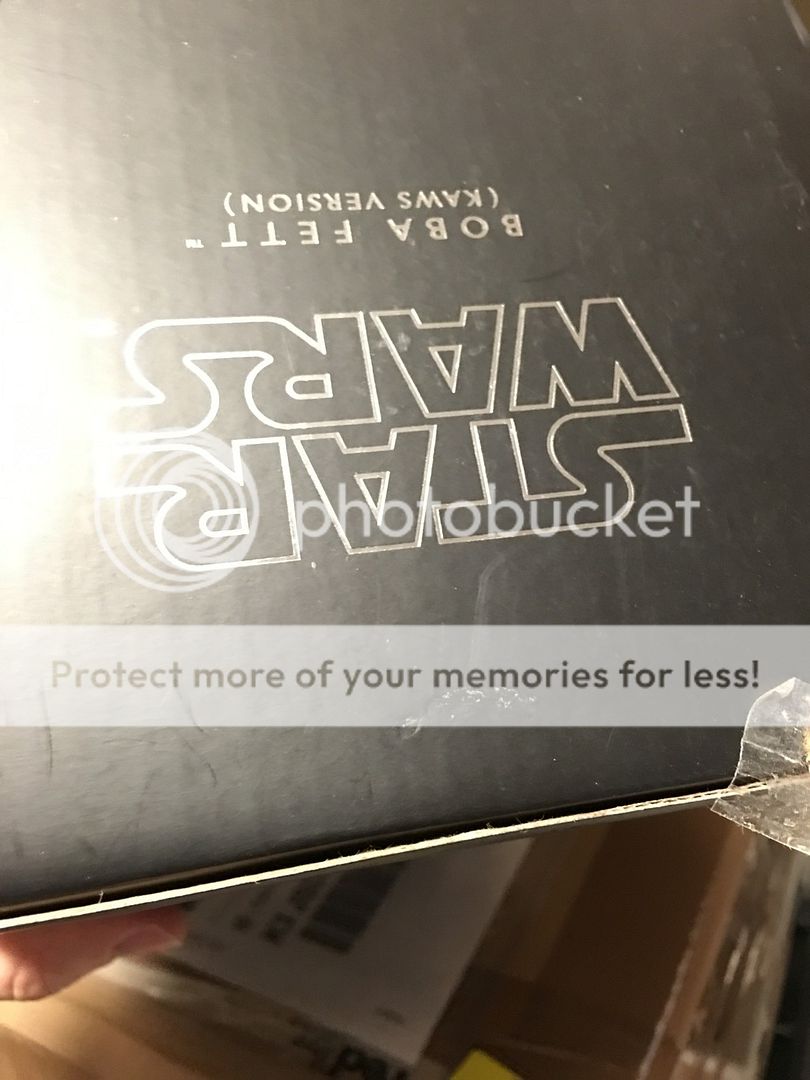 STAR
WARS
BOBA FETT™
(KAWS VERSION)
photobucket
Protect more of your memories for less!